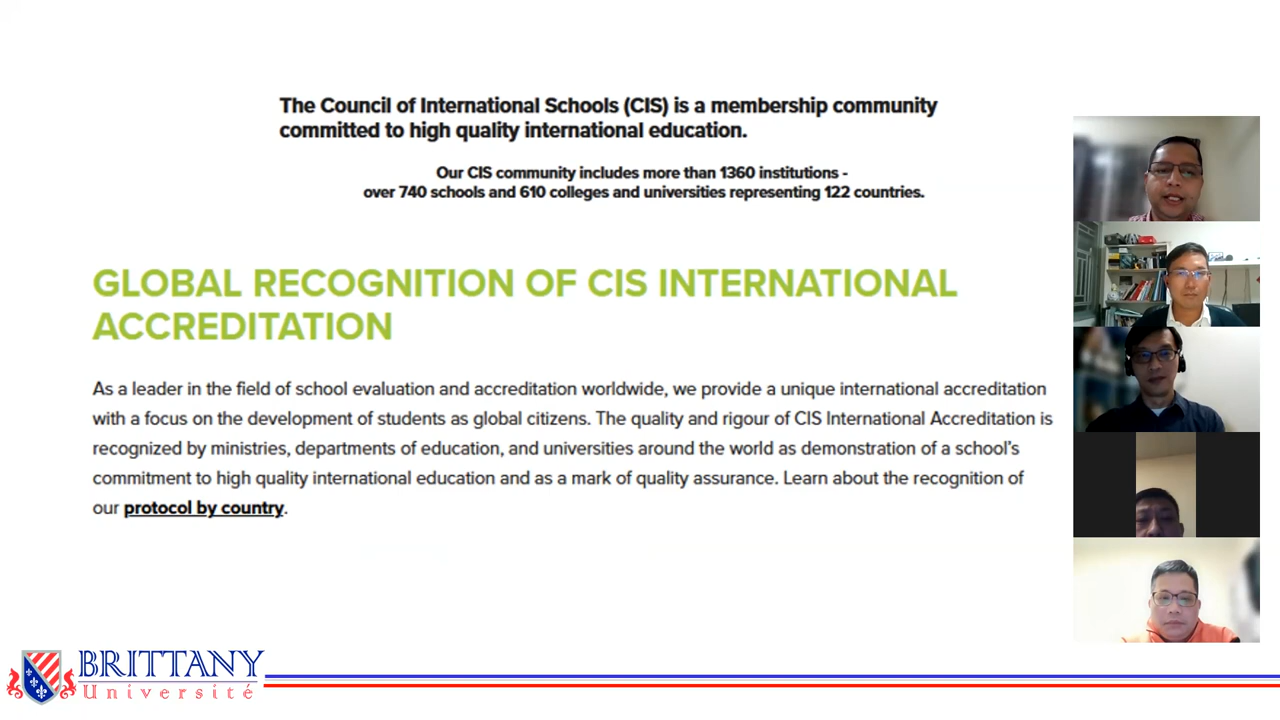 The Council of International Schools (CIS) is a membership community
committed to high quality international education.
Our CIS community includes more than 1360 institutions -
over 740 schools and 610 colleges and universities representing 122 countries.
GLOBAL RECOGNITION OF CIS INTERNATIONAL
ACCREDITATION
As a leader in the field of school evaluation and accreditation worldwide, we provide a unique international accreditation
with a focus on the development of students as global citizens. The quality and rigour of CIS International Accreditation is
recognized by ministries, departments of education, and universities around the world as demonstration of a school's
commitment to high quality international education and as a mark of quality assurance. Learn about the recognition of
our protocol by country.
BRITTANY
Université